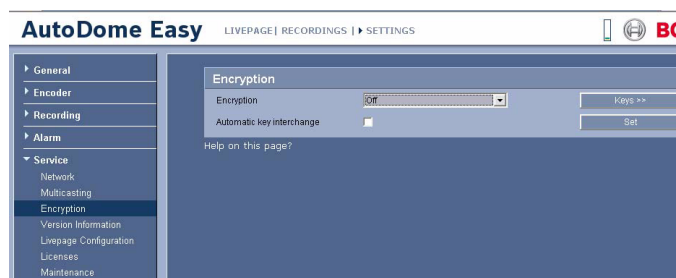 AutoDome Easy
LIVEPAGE| RECORDINGS | SETTINGS
General
Encoder
Recording
Alarm
Service
Network
Multicasting
Encryption
Version Information
Livepage Configuration
Licenses
Maintenance
Encryption
Encryption Off Keys >>
Automatic key interchange Set
Help on this page?